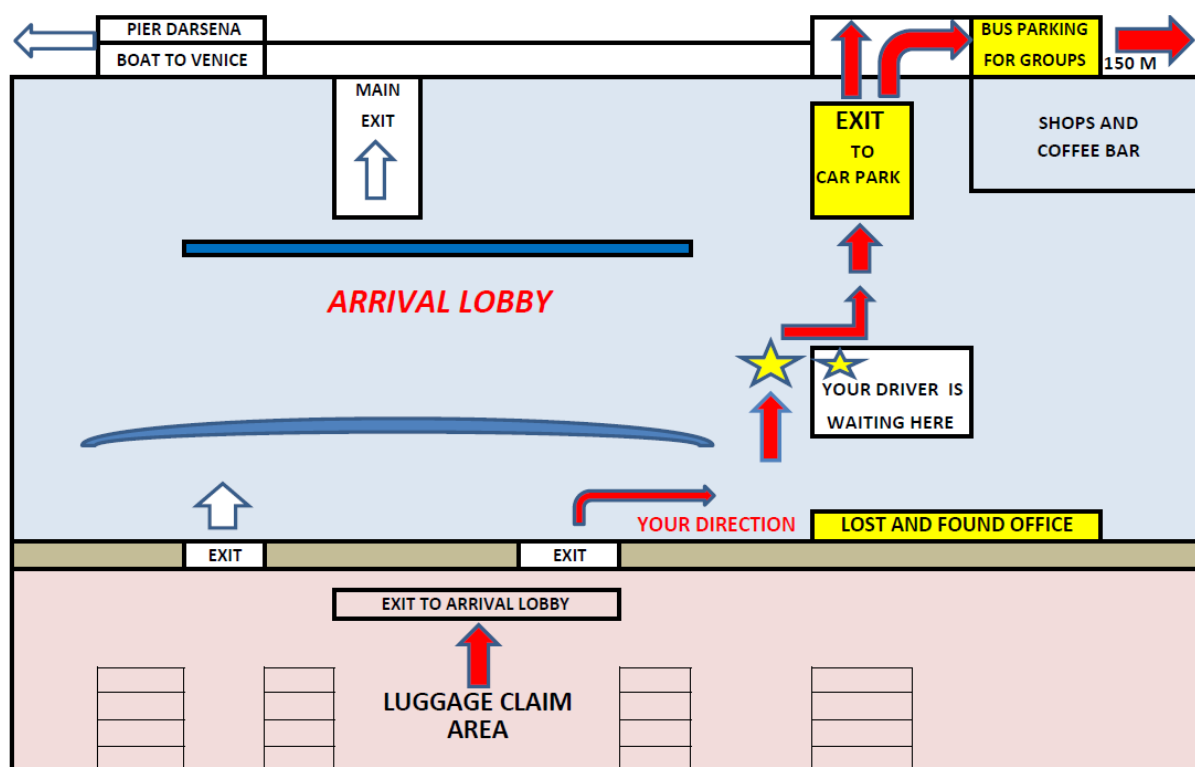 PIER DARSENA
BOAT TO VENICE
BUS PARKING
FOR GROUPS
150 M
MAIN
EXIT
EXIT
TO
CAR PARK
SHOPS AND
COFFEE BAR
ARRIVAL LOBBY
YOUR DRIVER IS
WAITING HERE
YOUR DIRECTION
LOST AND FOUND OFFICE
EXIT
EXIT
EXIT TO ARRIVAL LOBBY
LUGGAGE CLAIM
AREA